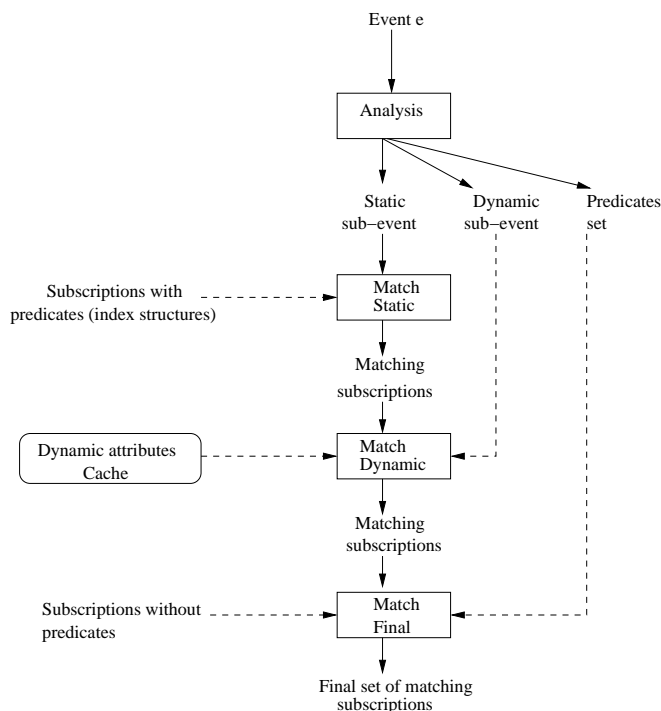 Event e
Analysis
Static
sub−event
Dynamic
sub−event
Predicates
set
Subscriptions with
predicates (index structures)
Match
Static
Matching
subscriptions
Dynamic attributes
Cache
Match
Dynamic
Matching
subscriptions
Subscriptions without
predicates
Match
Final
Final set of matching
subscriptions